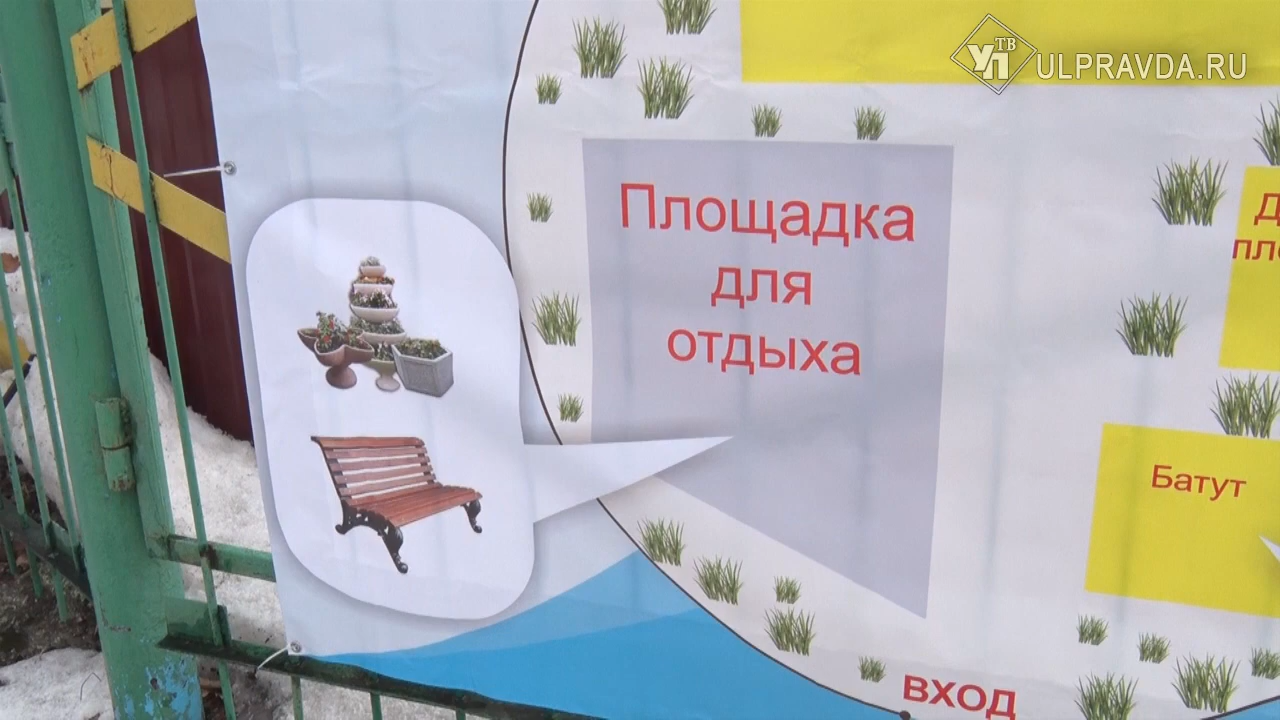 УП ТВ
ULPRAVDA.RU
Площадка
для
отдыха
Батут
вход